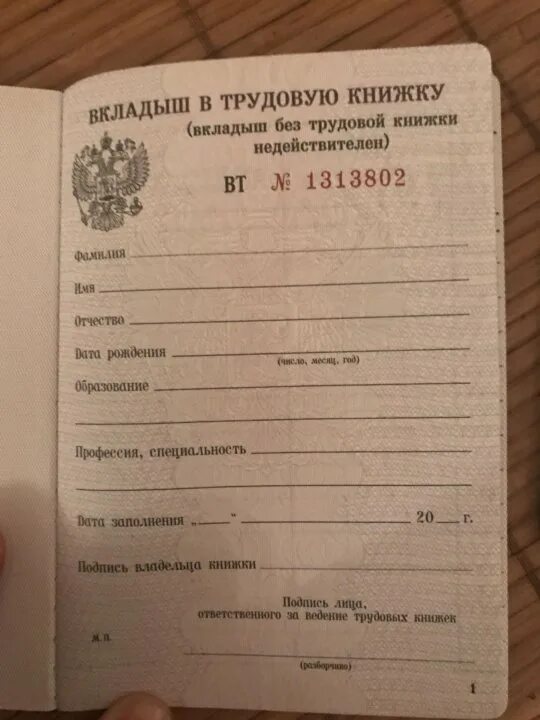 ВКЛАДЫШ В ТРУДОВУЮ КНИЖКУ
(вкладыш без трудовой книжки
недействителен)
ВТ № 1313802
Фамилия
Имя
Отчество
Дата рождения
(число, месяц, год)
Образование
Профессия, специальность
Дата заполнения „ “ 20 г.
Подпись владельца книжки
Подпись лица,
ответственного за ведение трудовых книжек
м.п.
(разборчиво)
1